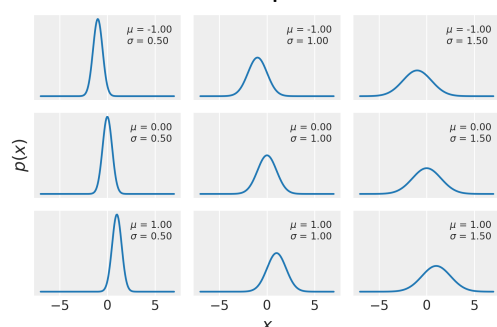 μ = -1.00
σ = 0.50
μ = -1.00
σ = 1.00
μ = -1.00
σ = 1.50
p(x)
μ = 0.00
σ = 0.50
μ = 0.00
σ = 1.00
μ = 0.00
σ = 1.50
μ = 1.00
σ = 0.50
μ = 1.00
σ = 1.00
μ = 1.00
σ = 1.50
−5 0 5 −5 0 5 −5 0 5
x